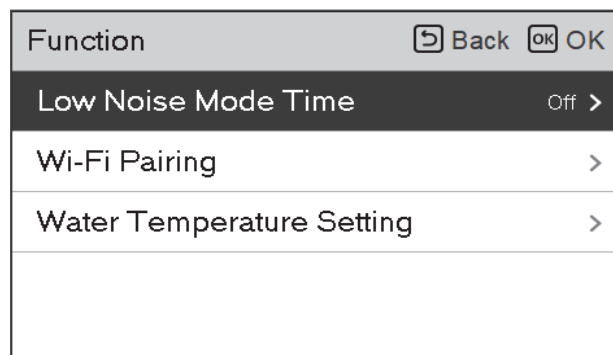 Function Back OK OK
Low Noise Mode Time Off >
Wi-Fi Pairing >
Water Temperature Setting >